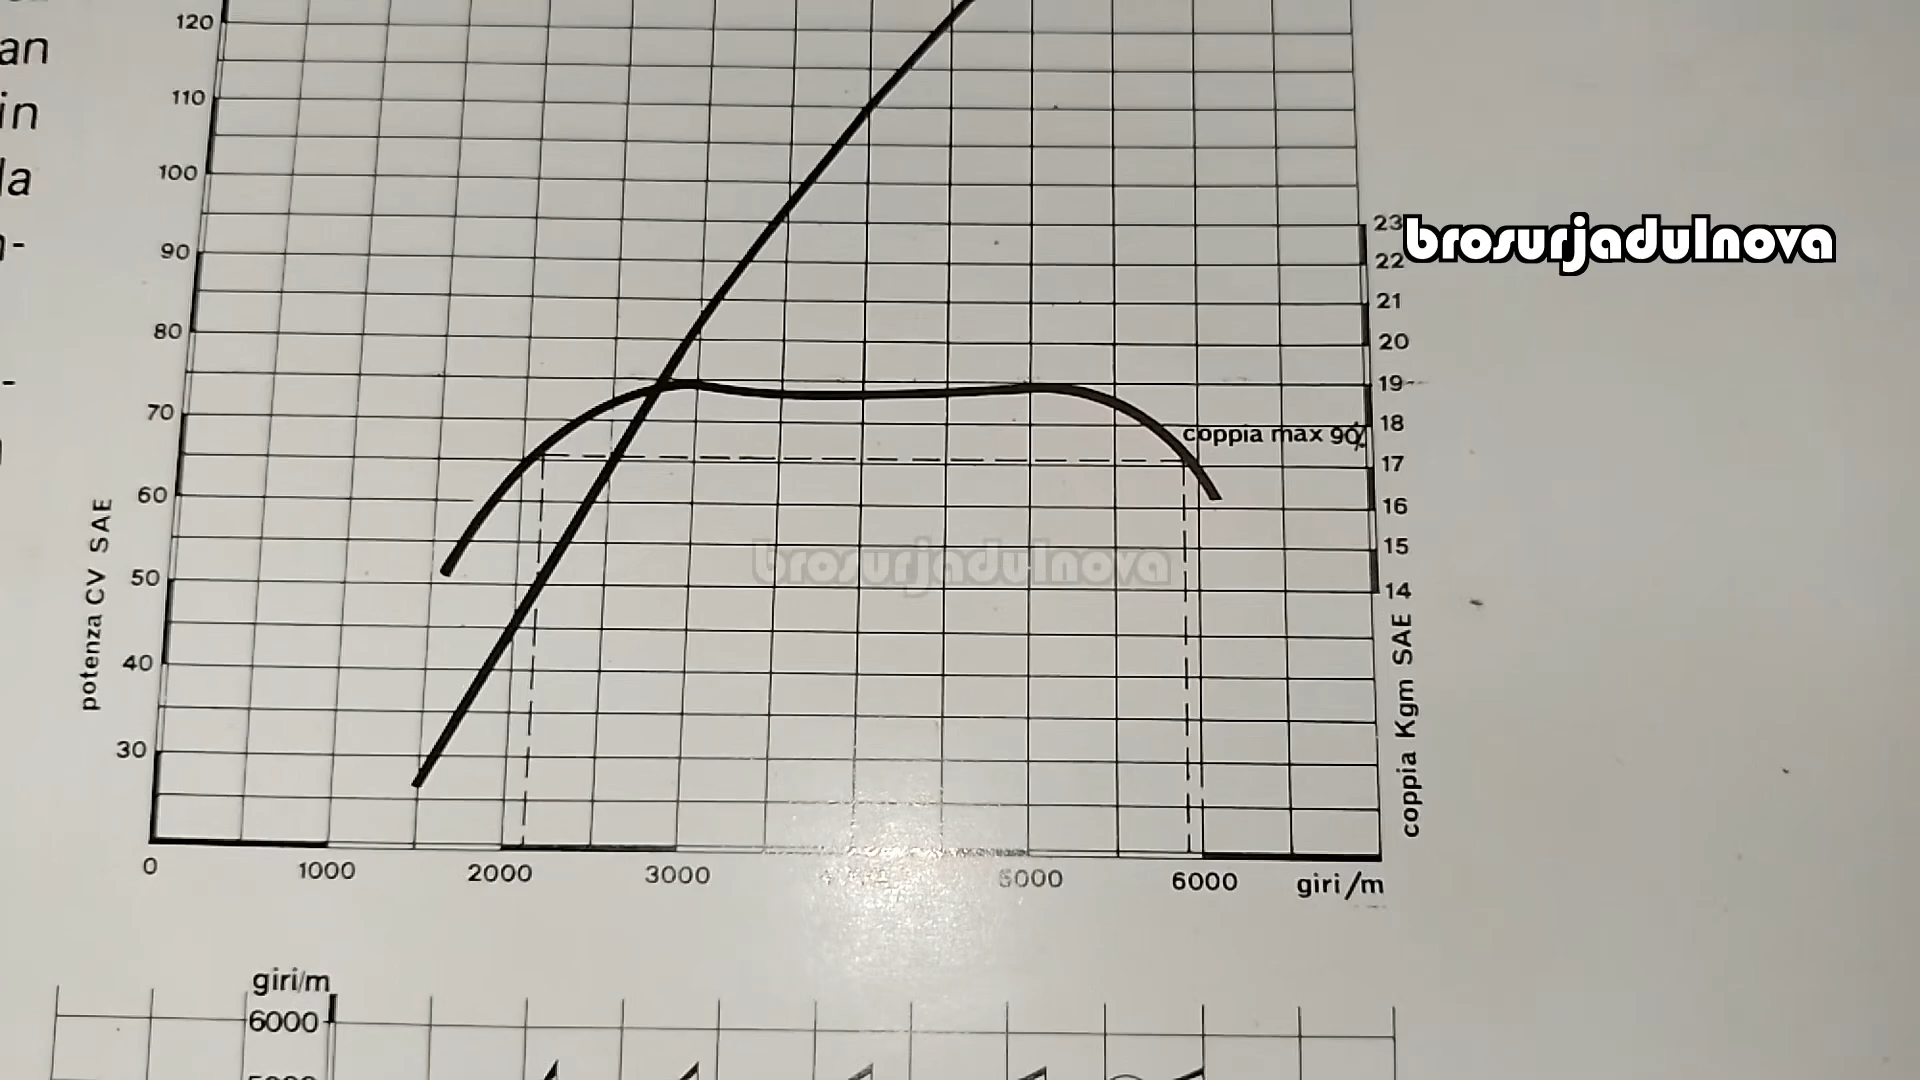 an
in
la
120
110
100
90
80
70
60
50
40
30
potenza CV SAE
23
22
21
20
19
18
17
16
15
14
coppia Kgm SAE
brosurjadulnova
coppia max 90%
brosurjadulnova
0 1000 2000 3000 5000 6000 giri/m
giri/m
6000